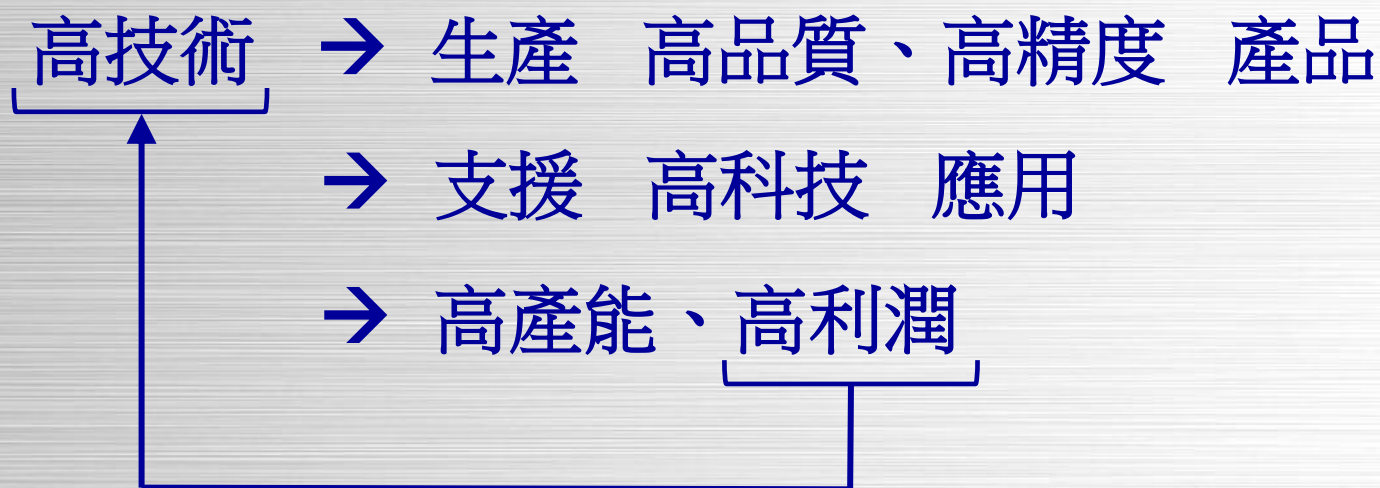 高技術 → 生產 高品質、高精度 產品
→ 支援 高科技 應用
→ 高產能、高利潤